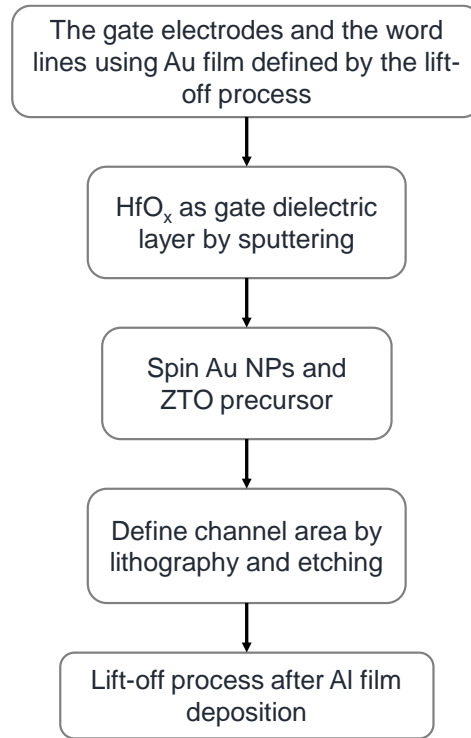 The gate electrodes and the word
lines using Au film defined by the lift-
off process
HfOₓ as gate dielectric
layer by sputtering
Spin Au NPs and
ZTO precursor
Define channel area by
lithography and etching
Lift-off process after Al film
deposition